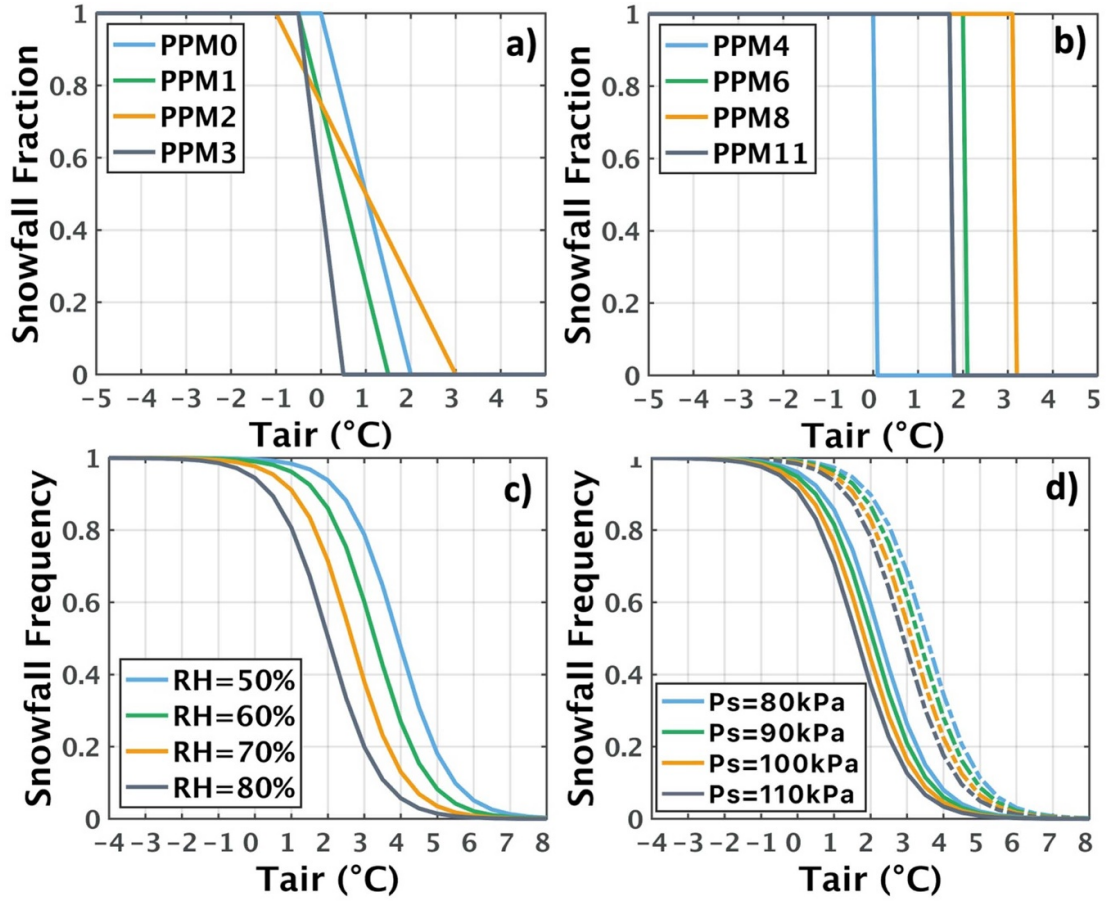 1
0.8
0.6
0.4
0.2
0
Snowfall Fraction
PPM0
PPM1
PPM2
PPM3
a)
-5 -4 -3 -2 -1 0 1 2 3 4 5
Tair (°C)
1
0.8
0.6
0.4
0.2
0
Snowfall Fraction
PPM4
PPM6
PPM8
PPM11
b)
-5 -4 -3 -2 -1 0 1 2 3 4 5
Tair (°C)
1
0.8
0.6
0.4
0.2
0
Snowfall Frequency
c)
RH=50%
RH=60%
RH=70%
RH=80%
-4 -3 -2 -1 0 1 2 3 4 5 6 7 8
Tair (°C)
1
0.8
0.6
0.4
0.2
0
Snowfall Frequency
d)
Ps=80kPa
Ps=90kPa
Ps=100kPa
Ps=110kPa
-4 -3 -2 -1 0 1 2 3 4 5 6 7 8
Tair (°C)